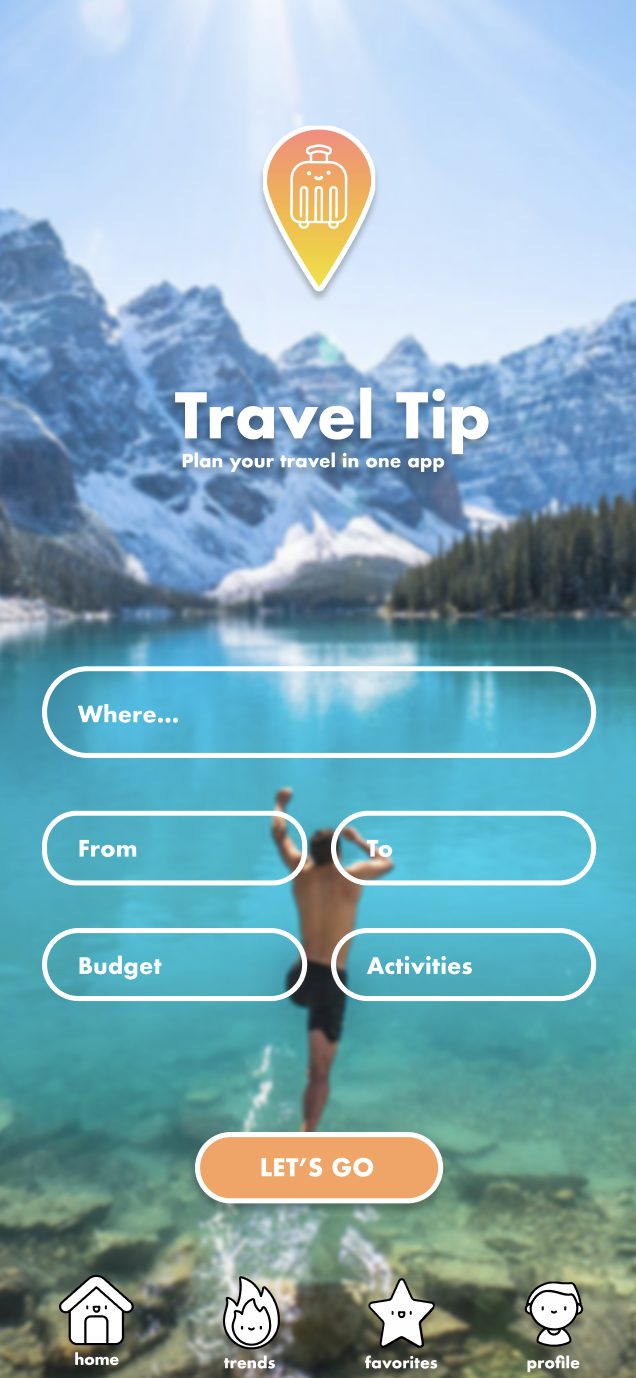 Travel Tip
Plan your travel in one app
Where...
From
To
Budget
Activities
LET'S GO
home
trends
favorites
profile